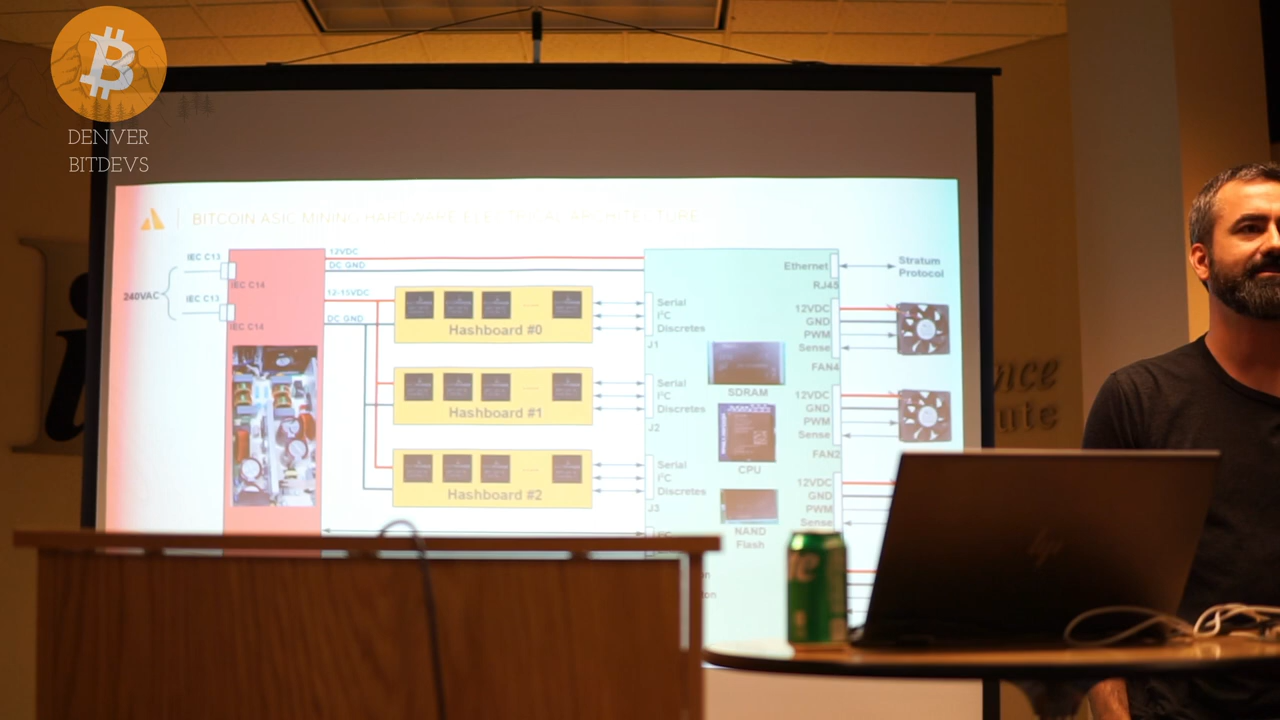 DENVER
BITDEVS
BITCOIN ASIC MINING HARDWARE ELECTRICAL ARCHITECTURE
IEC C13
IEC C14
240VAC
IEC C13
IEC C14
12VDC
DC GND
12-15VDC
DC GND
Hashboard #0
Hashboard #1
Hashboard #2
Serial
I²C
Discretes
J1
Serial
I²C
Discretes
J2
Serial
I²C
Discretes
J3
I²C
SDRAM
CPU
NAND
Flash
Ethernet
RJ45
Stratum
Protocol
12VDC
GND
PWM
Sense
FAN4
12VDC
GND
PWM
Sense
FAN2
12VDC
GND
PWM
Sense
hp